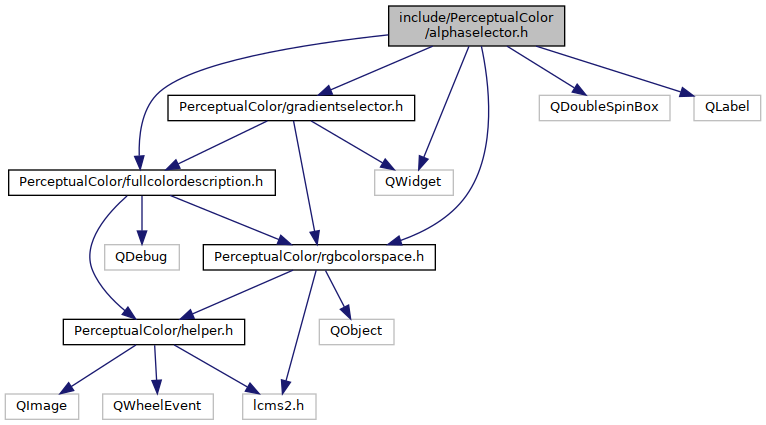 include/PerceptualColor
/alphaselector.h
PerceptualColor/gradientselector.h
QDoubleSpinBox
QLabel
PerceptualColor/fullcolordescription.h
QWidget
QDebug
PerceptualColor/rgbcolorspace.h
PerceptualColor/helper.h
QObject
QImage
QWheelEvent
lcms2.h